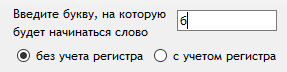 Введите букву, на которую
будет начинаться слово
б
без учета регистра
с учетом регистра